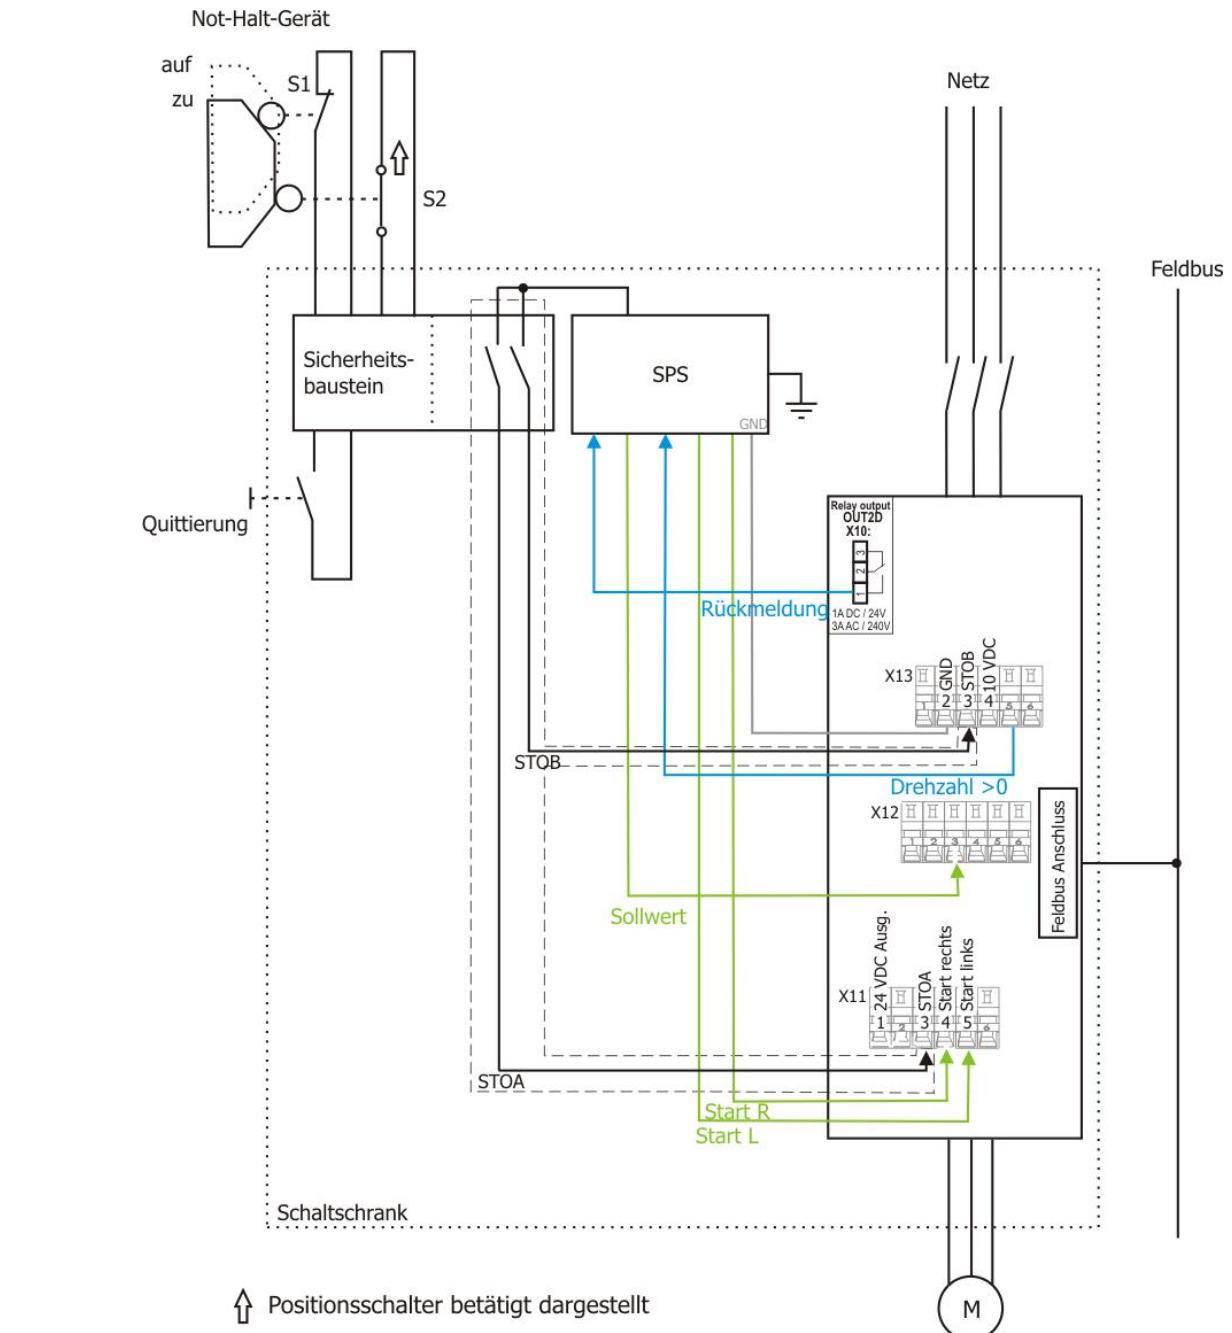 Not-Halt-Gerät
auf
S1
zu
Netz
S2
Feldbus
Sicherheits-
baustein
SPS
GND
Quittierung
Relay output
OUT2D
X10:
3
2
1
Rückmeldung
1A DC / 24V
3A AC / 240V
X13
GND
STOB
10 VDC
1 2 3 4 5 6
STOB
Drehzahl >0
X12
1 2 3 4 5 6
Feldbus Anschluss
Sollwert
X11
24 VDC Ausg.
STOA
Start rechts
Start links
1 2 3 4 5 6
STOA
Start R
Start L
Schaltschrank
Positionsschalter betätigt dargestellt
M